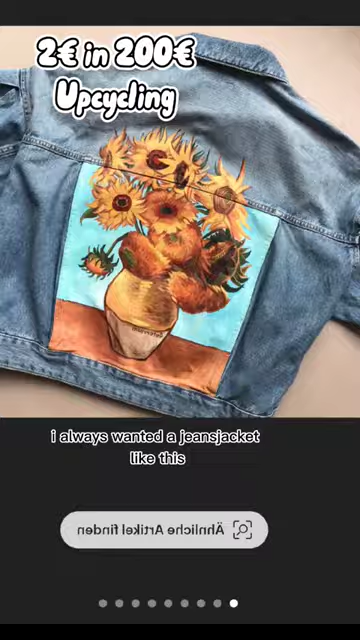 2€ in 200€
Upcycling
i always wanted a jeansjacket
like this
Ähnliche Artikel finden